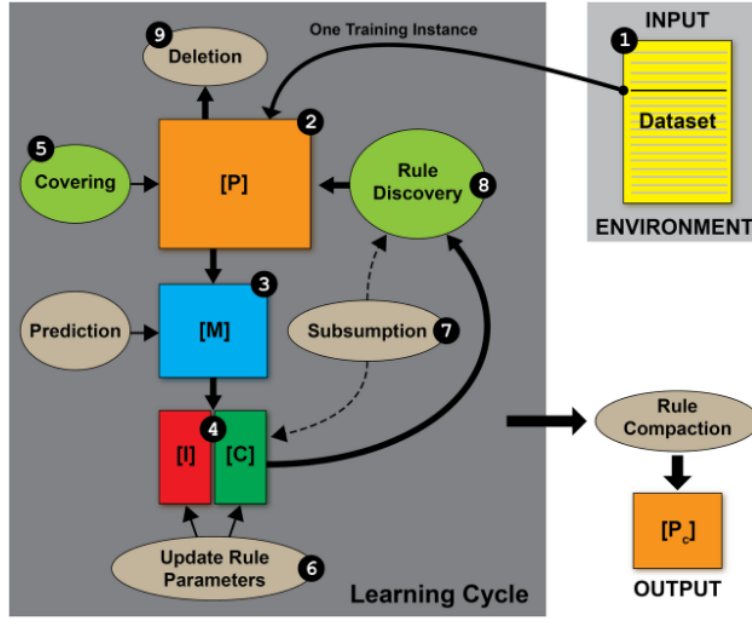 9
Deletion
One Training Instance
1
INPUT
Dataset
ENVIRONMENT
2
[P]
5
Covering
Rule
Discovery
8
3
[M]
Prediction
Subsumption
7
4
[I]
[C]
Rule
Compaction
Update Rule
Parameters
6
[Pc]
OUTPUT
Learning Cycle